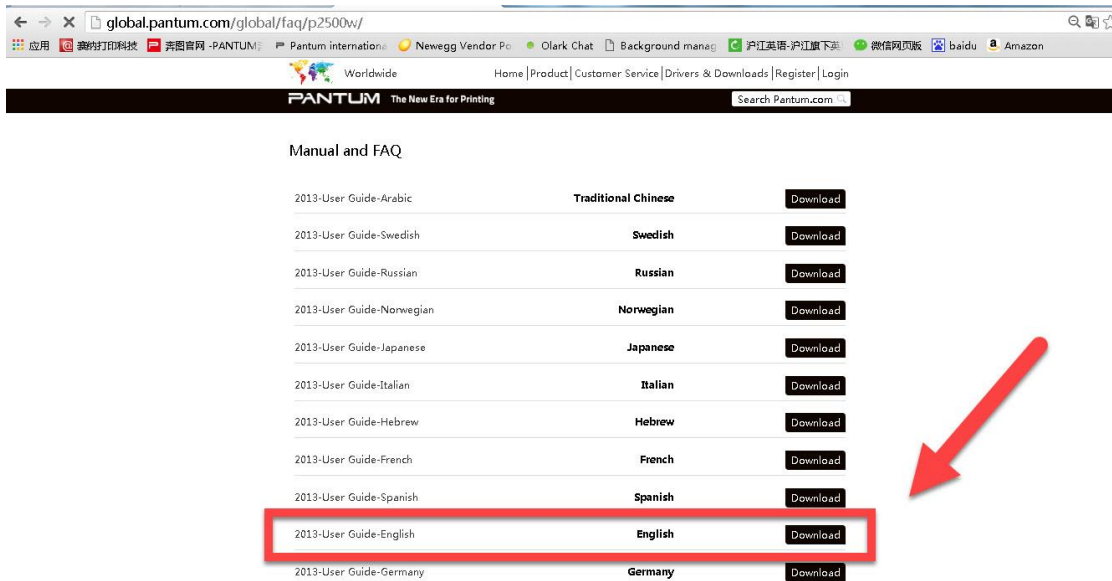 global.pantum.com/global/faq/p2500w/
应用 赛纳打印科技 奔图官网 -PANTUM Pantum internationa Newegg Vendor Po Olark Chat Background manag 沪江英语-沪江旗下英 微信网页版 baidu Amazon
Worldwide Home | Product | Customer Service | Drivers & Downloads | Register | Login
PANTUM The New Era for Printing Search Pantum.com
Manual and FAQ
2013-User Guide-Arabic Traditional Chinese Download
2013-User Guide-Swedish Swedish Download
2013-User Guide-Russian Russian Download
2013-User Guide-Norwegian Norwegian Download
2013-User Guide-Japanese Japanese Download
2013-User Guide-Italian Italian Download
2013-User Guide-Hebrew Hebrew Download
2013-User Guide-French French Download
2013-User Guide-Spanish Spanish Download
2013-User Guide-English English Download
2013-User Guide-Germany Germany Download